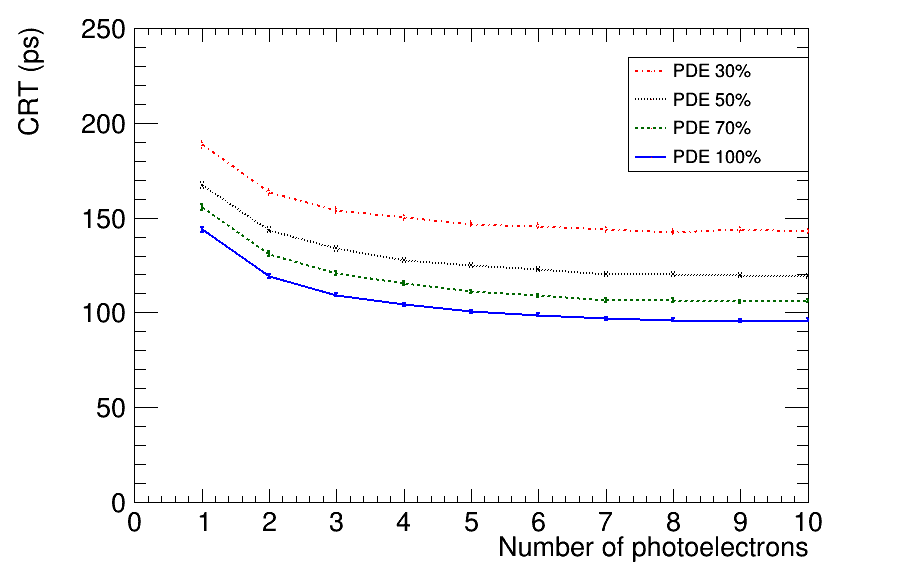 CRT (ps)
250
200
150
100
50
0
PDE 30%
PDE 50%
PDE 70%
PDE 100%
0 1 2 3 4 5 6 7 8 9 10
Number of photoelectrons